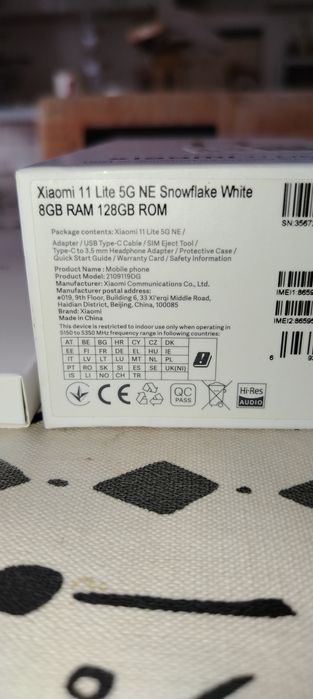 Xiaomi 11 Lite 5G NE Snowflake White
8GB RAM 128GB ROM
Package contents: Xiaomi 11 Lite 5G NE /
Adapter / USB Type-C Cable / SIM Eject Tool /
Type-C to 3.5 mm Headphone Adapter / Protective Case /
Quick Start Guide / Warranty Card / Safety Information
Product Name : Mobile phone
Model: 2109119DG
Manufacturer: Xiaomi Communications Co., Ltd.
Manufacturer postal address:
#019, 9th Floor, Building 6, 33 Xi'erqi Middle Road,
Haidian District, Beijing, China, 100085
Brand: Xiaomi
Made in China
This device is restricted to indoor use only when operating in
5150 to 5350 MHz frequency range in following countries:
AT BE BG HR CY CZ DK
EE FI FR DE EL HU IE
IT LV LT LU MT NL PL
PT RO SK SI ES SE UK(NI)
IS LI NO CH TR
CE
QC
PASS
Hi-Res
AUDIO